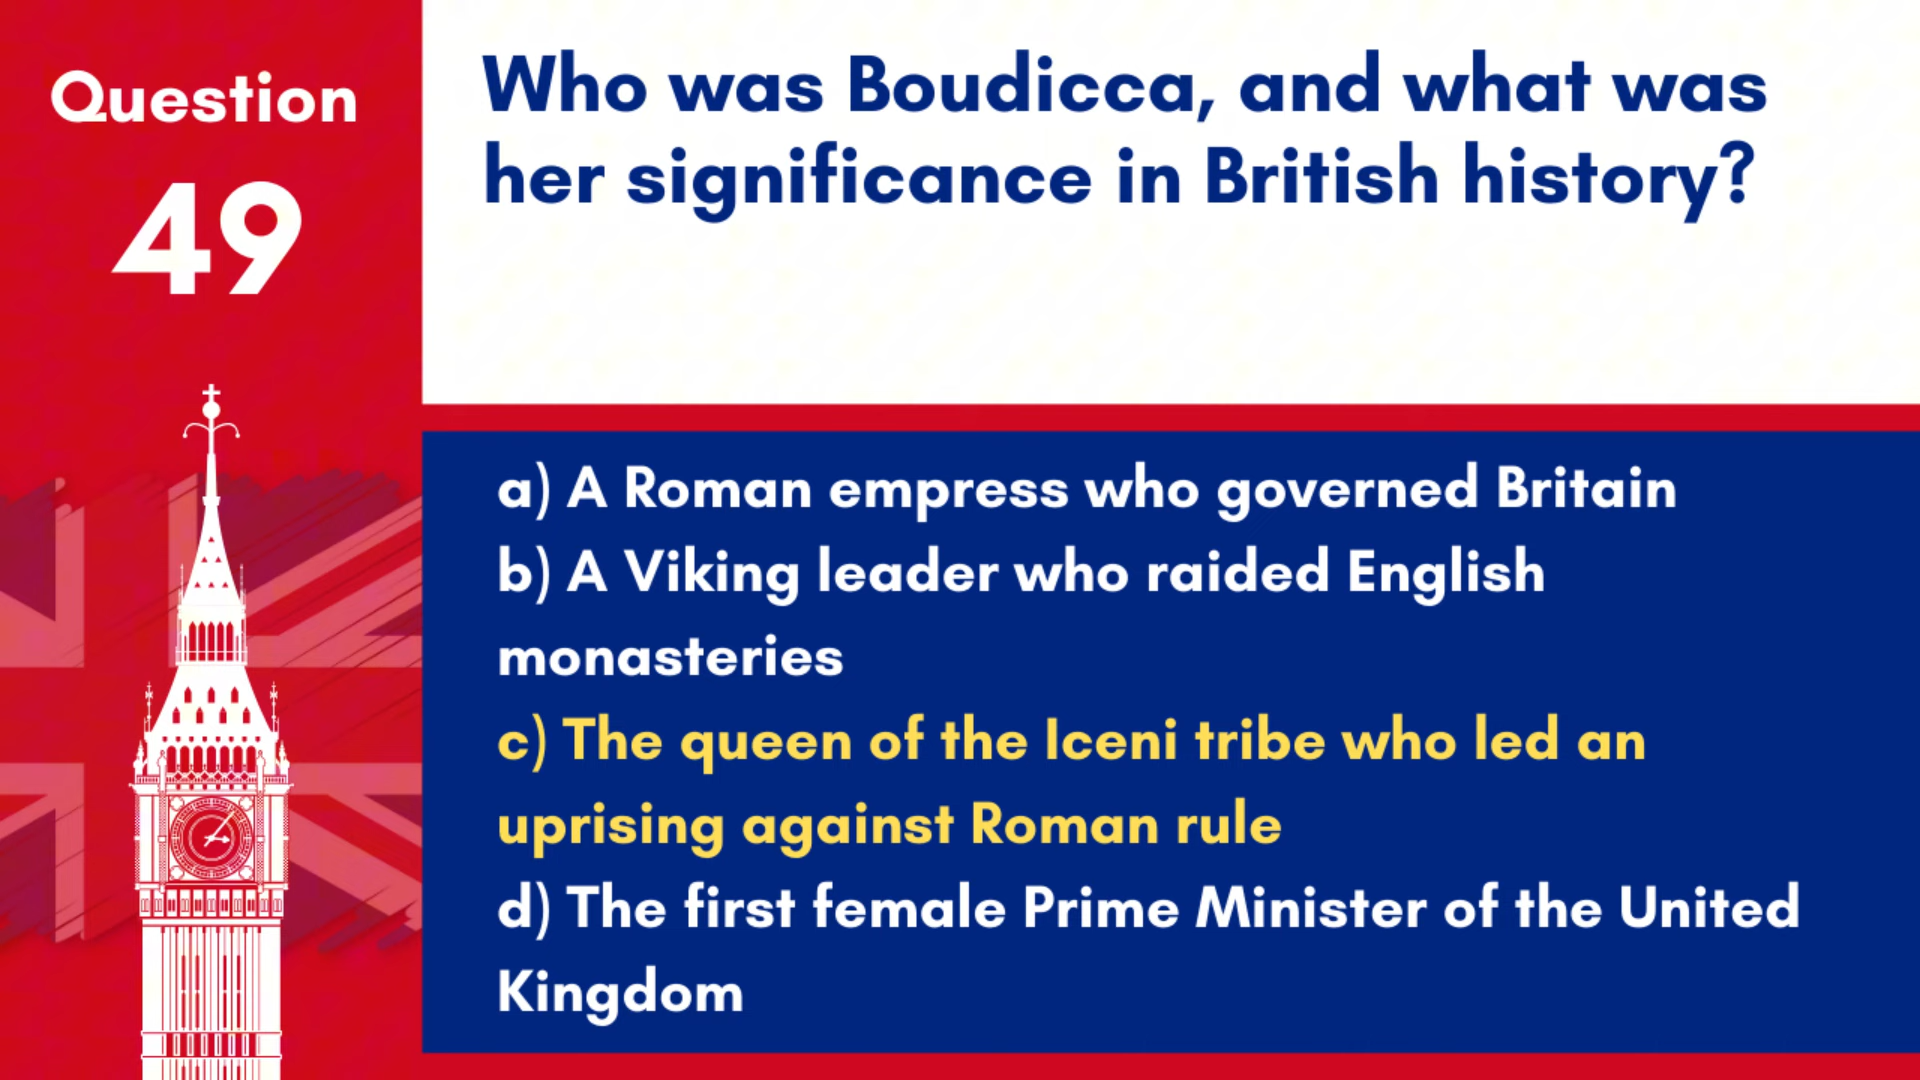 Question
49
Who was Boudicca, and what was
her significance in British history?
a) A Roman empress who governed Britain
b) A Viking leader who raided English
monasteries
c) The queen of the Iceni tribe who led an
uprising against Roman rule
d) The first female Prime Minister of the United
Kingdom